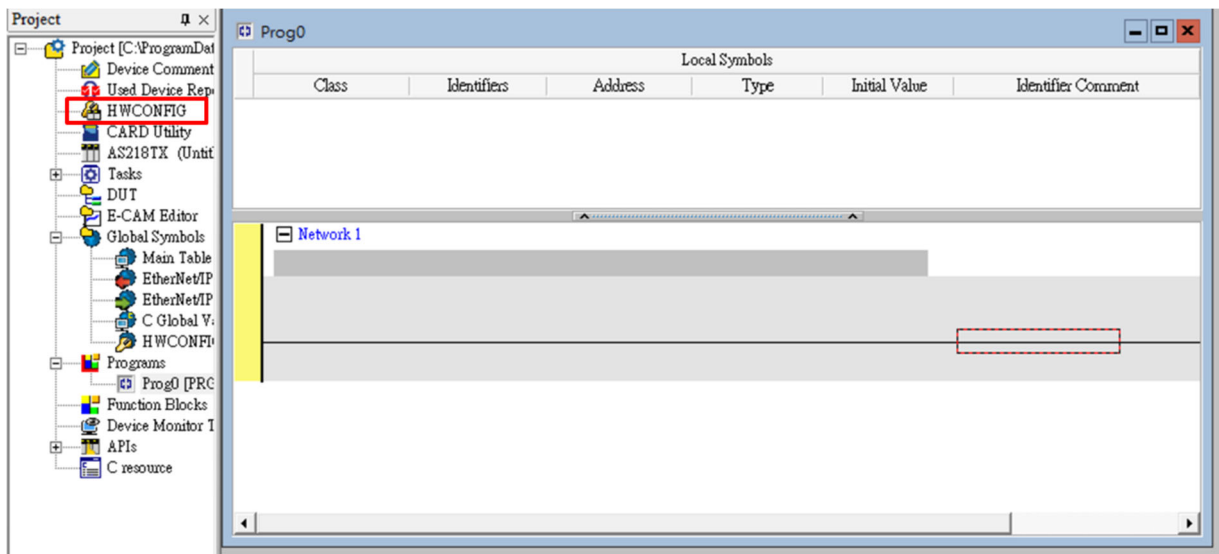 Project
Project [C:\ProgramDat
Device Comment
Used Device Rep
HWCONFIG
CARD Utility
AS218TX (Untit
Tasks
DUT
E-CAM Editor
Global Symbols
Main Table
EtherNet/IP
EtherNet/IP
C Global V
HWCONFI
Programs
Prog0 [PRG
Function Blocks
Device Monitor T
APIs
C resource
Prog0
Local Symbols
Class Identifiers Address Type Initial Value Identifier Comment
Network 1